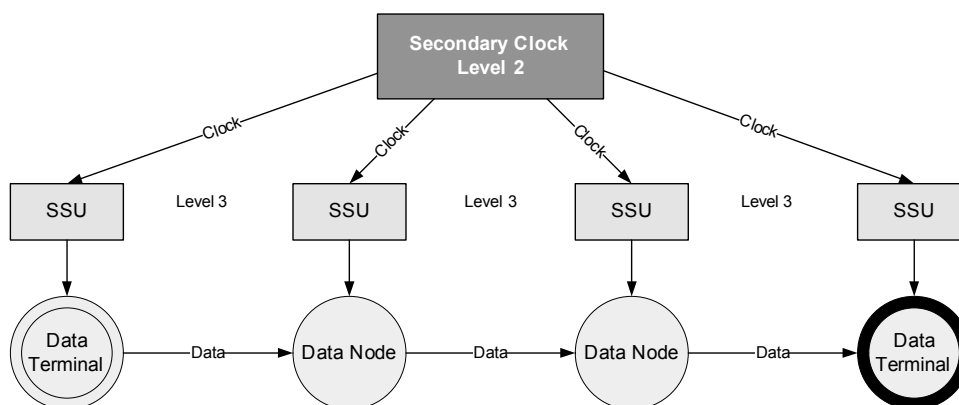 Secondary Clock
Level 2
Clock
Clock
Clock
Clock
SSU
Level 3
SSU
Level 3
SSU
Level 3
SSU
Data
Terminal
Data
Data Node
Data
Data Node
Data
Data
Terminal